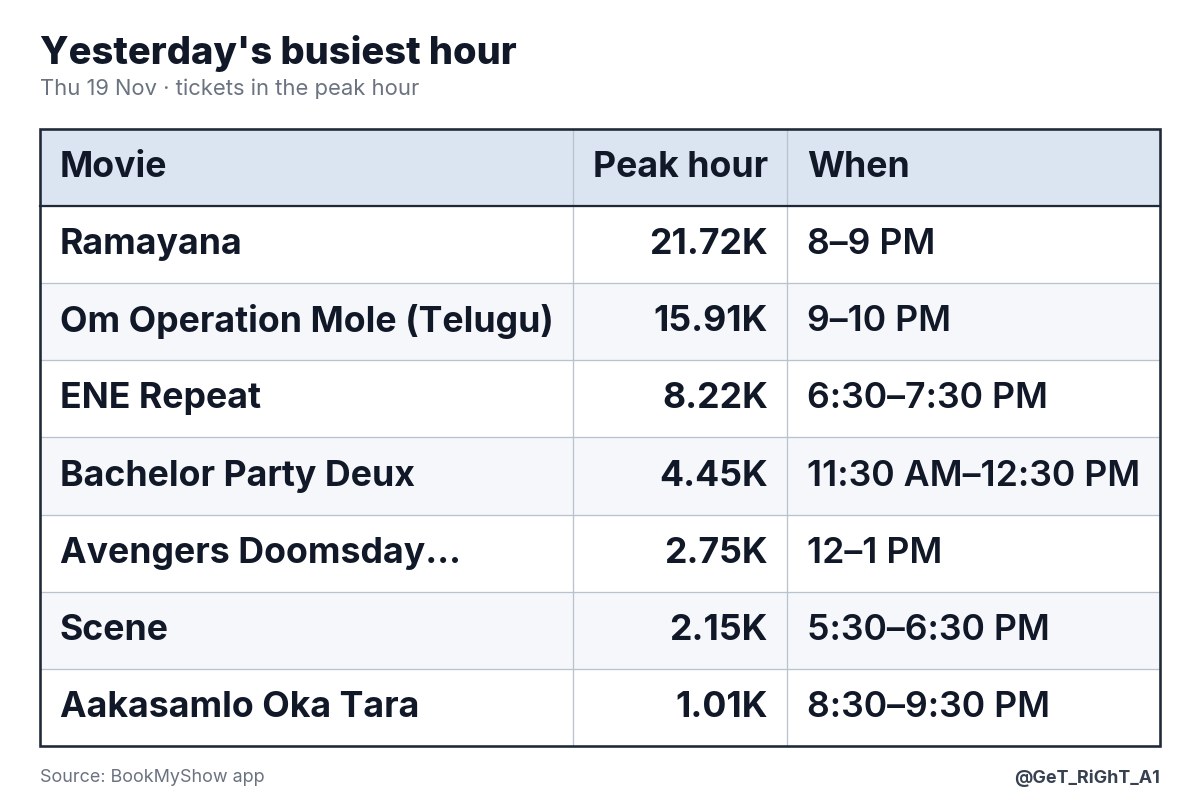 Yesterday's busiest hour
Thu 19 Nov · tickets in the peak hour
Movie Peak hour When
Ramayana 21.72K 8–9 PM
Om Operation Mole (Telugu) 15.91K 9–10 PM
ENE Repeat 8.22K 6:30–7:30 PM
Bachelor Party Deux 4.45K 11:30 AM–12:30 PM
Avengers Doomsday... 2.75K 12–1 PM
Scene 2.15K 5:30–6:30 PM
Aakasamlo Oka Tara 1.01K 8:30–9:30 PM
Source: BookMyShow app @GeT_RiGhT_A1